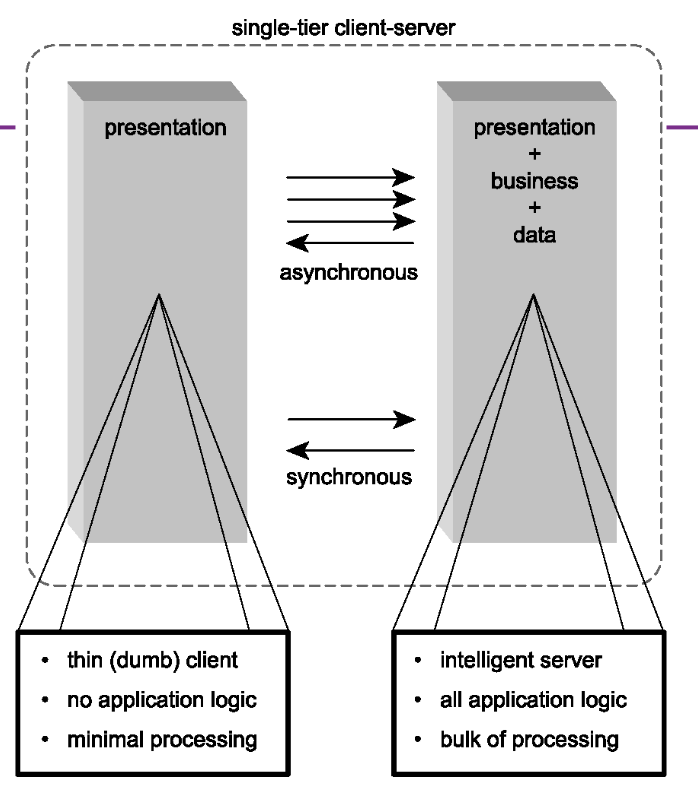 single-tier client-server
presentation
presentation
+
business
+
data
asynchronous
synchronous
• thin (dumb) client
• no application logic
• minimal processing
• intelligent server
• all application logic
• bulk of processing